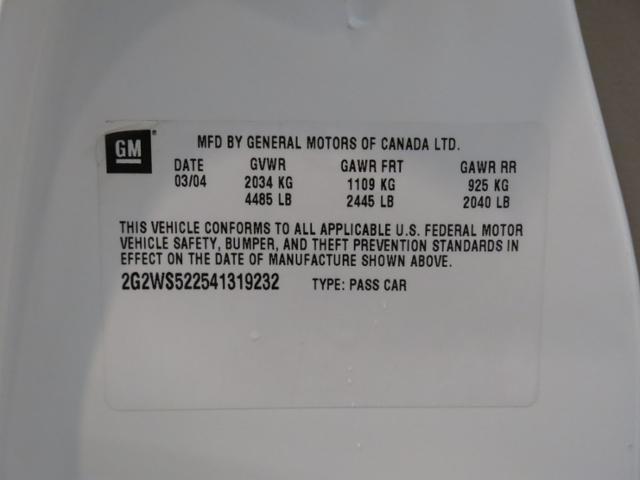 GM
MFD BY GENERAL MOTORS OF CANADA LTD.
DATE GVWR GAWR FRT GAWR RR
03/04 2034 KG 1109 KG 925 KG
4485 LB 2445 LB 2040 LB
THIS VEHICLE CONFORMS TO ALL APPLICABLE U.S. FEDERAL MOTOR
VEHICLE SAFETY, BUMPER, AND THEFT PREVENTION STANDARDS IN
EFFECT ON THE DATE OF MANUFACTURE SHOWN ABOVE.
2G2WS522541319232 TYPE: PASS CAR